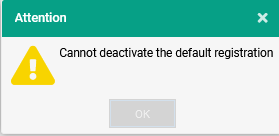 Attention
Cannot deactivate the default registration
OK